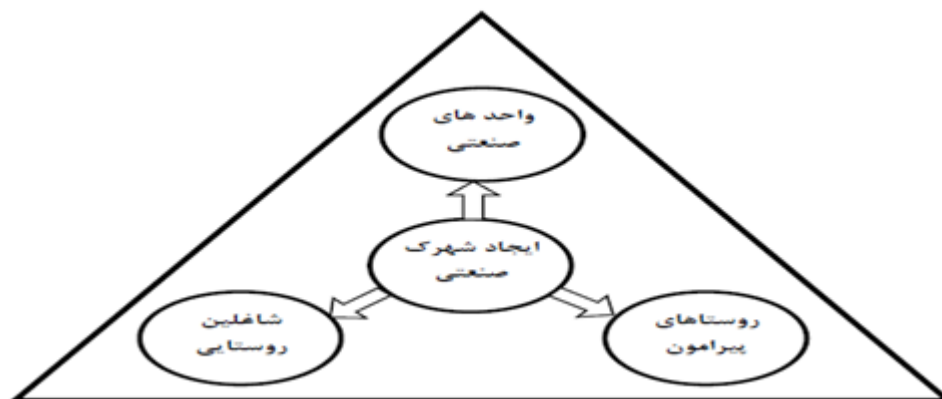 واحد های
صنعتی
ایجاد شهرک
صنعتی
شاغلین
روستایی
روستاهای
پیرامون